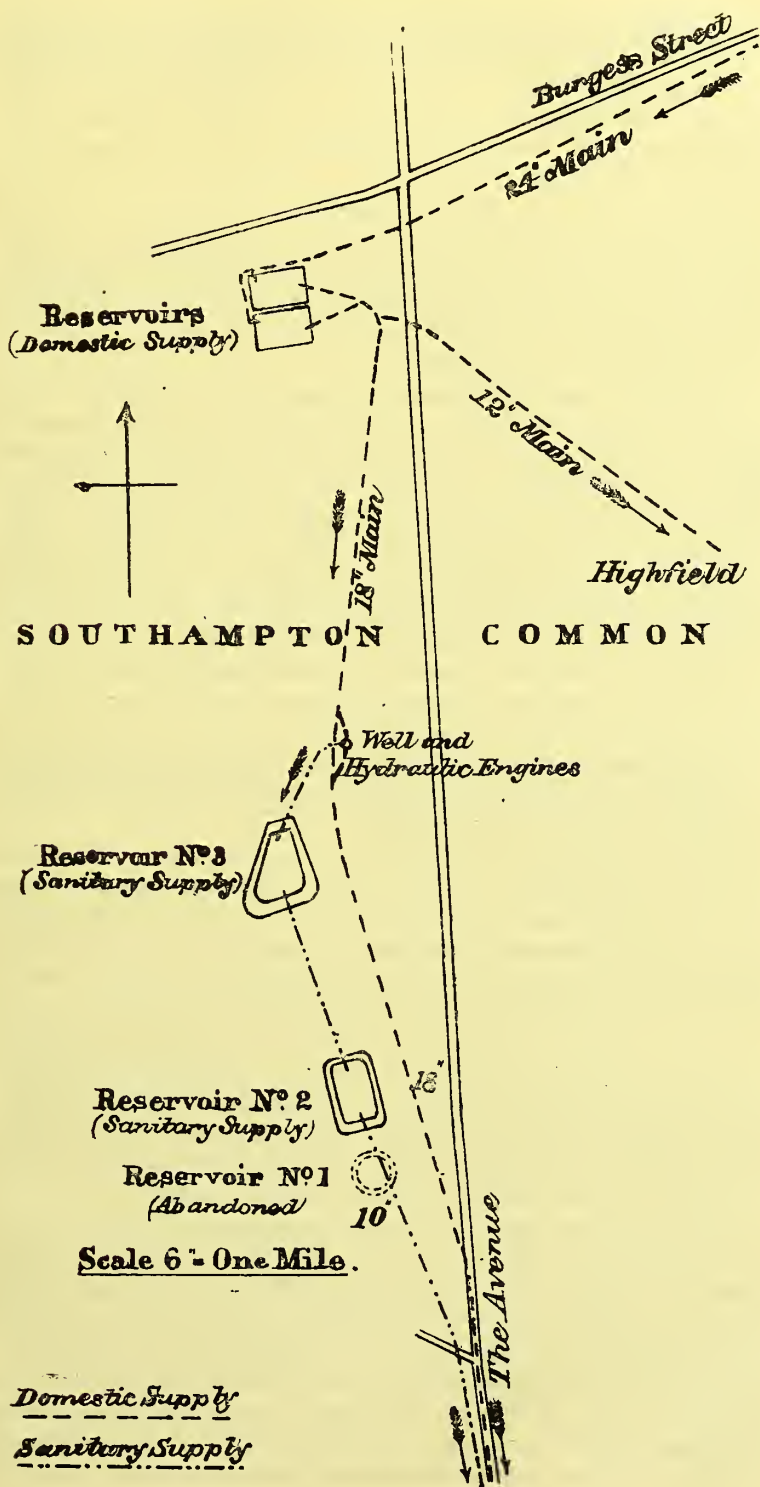 Burgess Street
24" Main
Reservoirs
(Domestic Supply)
12" Main
18" Main
Highfield
SOUTHAMPTON COMMON
Well and
Hydraulic Engines
Reservoir Nº 3
(Sanitary Supply)
18"
Reservoir Nº 2
(Sanitary Supply)
Reservoir Nº 1
(Abandoned
10"
The Avenue
Scale 6" = One Mile.
Domestic Supply
Sanitary Supply